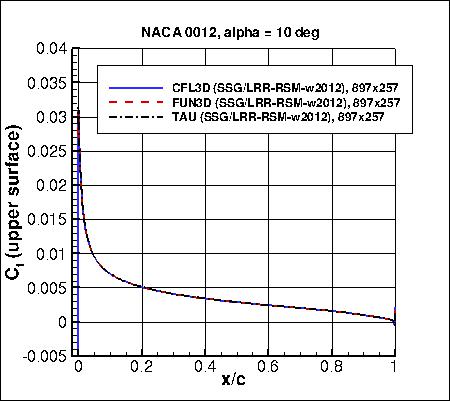 NACA 0012, alpha = 10 deg
0.04
CFL3D (SSG/LRR-RSM-w2012), 897x257
FUN3D (SSG/LRR-RSM-w2012), 897x257
TAU (SSG/LRR-RSM-w2012), 897x257
0.035
0.03
0.025
0.02
0.015
0.01
0.005
0
-0.005
Cf (upper surface)
0 0.2 0.4 0.6 0.8 1
x/c